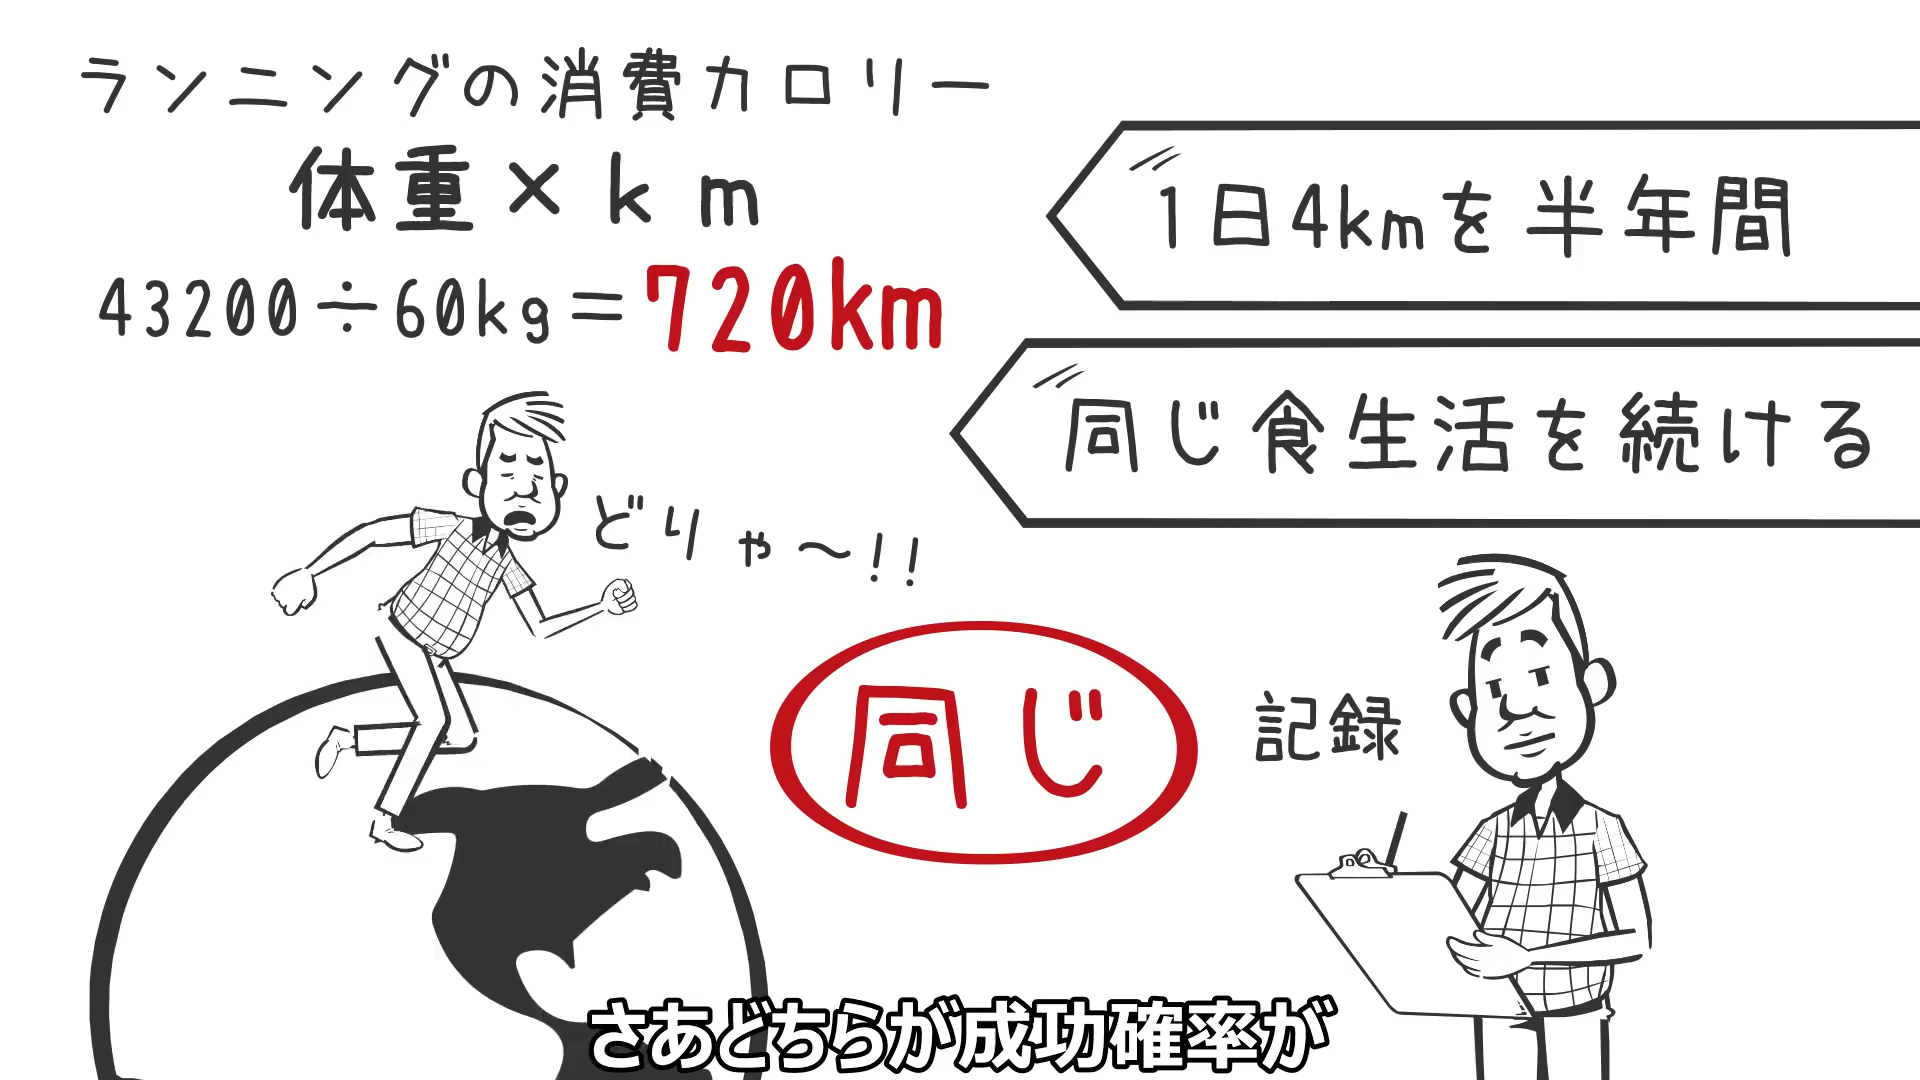 ランニングの消費カロリー
体重×km
43200÷60kg=720km
1日4kmを半年間
同じ食生活を続ける
どりゃ〜!!
同じ
記録
さあどちらが成功確率が